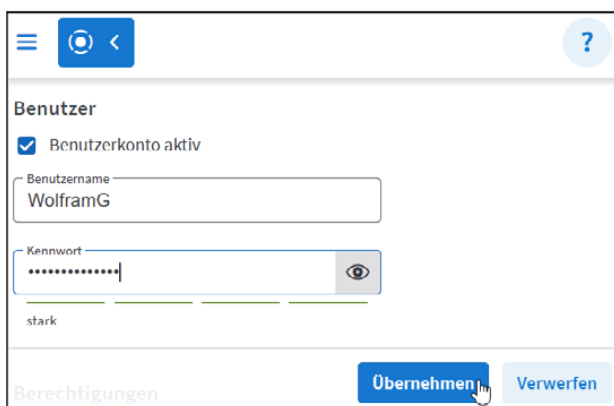 ?
Benutzer
Benutzerkonto aktiv
Benutzername
WolframG
Kennwort
••••••••••••••
stark
Berechtigungen
Übernehmen
Verwerfen